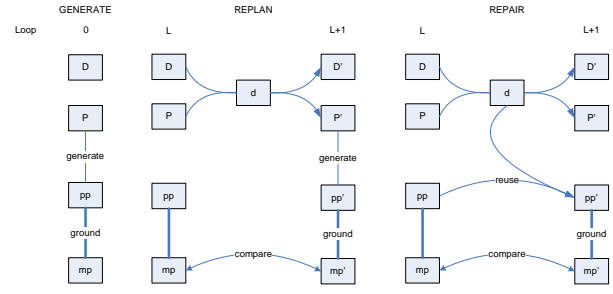 GENERATE REPLAN REPAIR
Loop 0 L L+1 L L+1
D D D' D D'
d d
P P P' P P'
generate generate
reuse
pp pp pp' pp pp'
ground ground ground
compare compare
mp mp mp' mp mp'